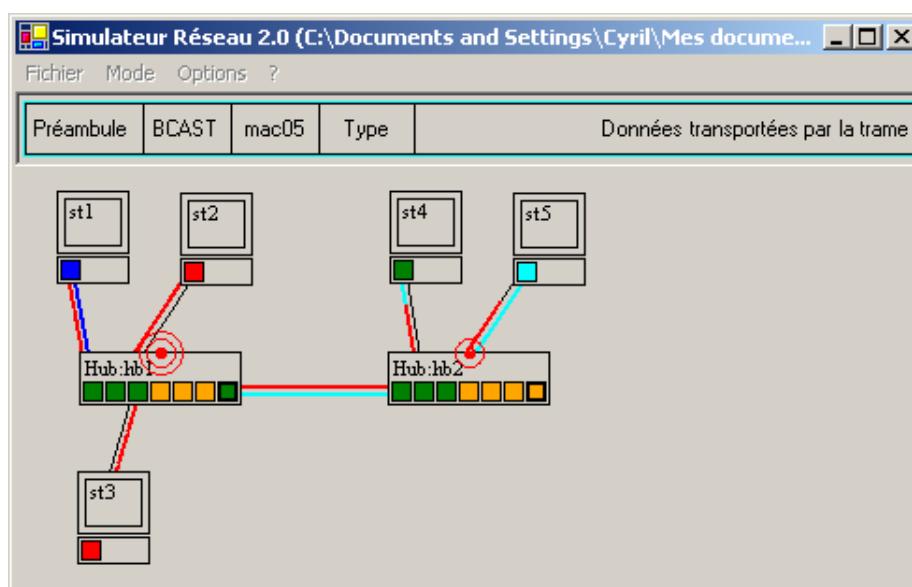 Simulateur Réseau 2.0 (C:\Documents and Settings\Cyril\Mes docume...
Fichier Mode Options ?
Préambule BCAST mac05 Type Données transportées par la trame
st1 st2 st4 st5
Hub:hb1 Hub:hb2
st3